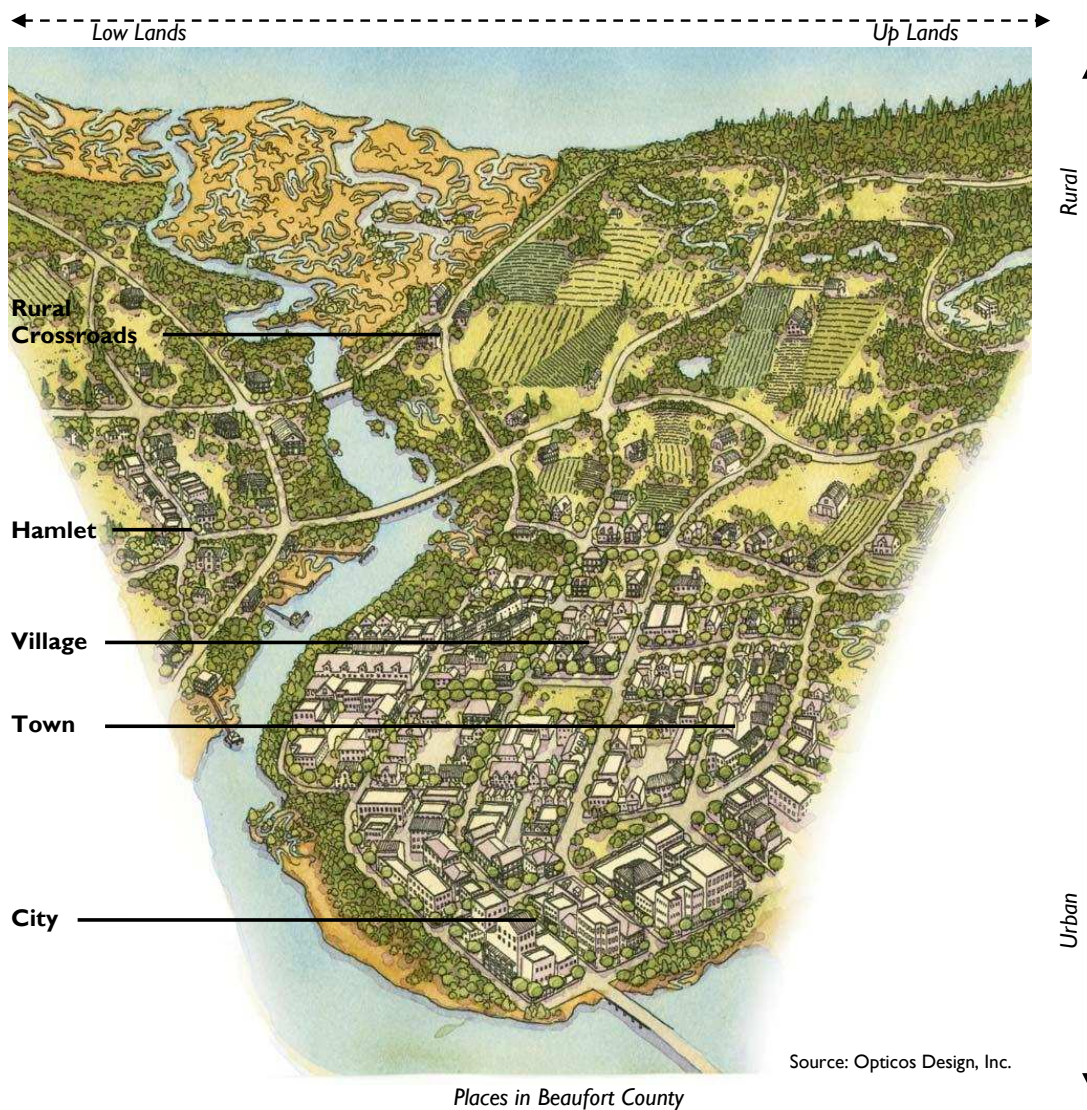 Low Lands
Up Lands
Rural
Rural
Crossroads
Hamlet
Village
Town
City
Urban
Source: Opticos Design, Inc.
Places in Beaufort County